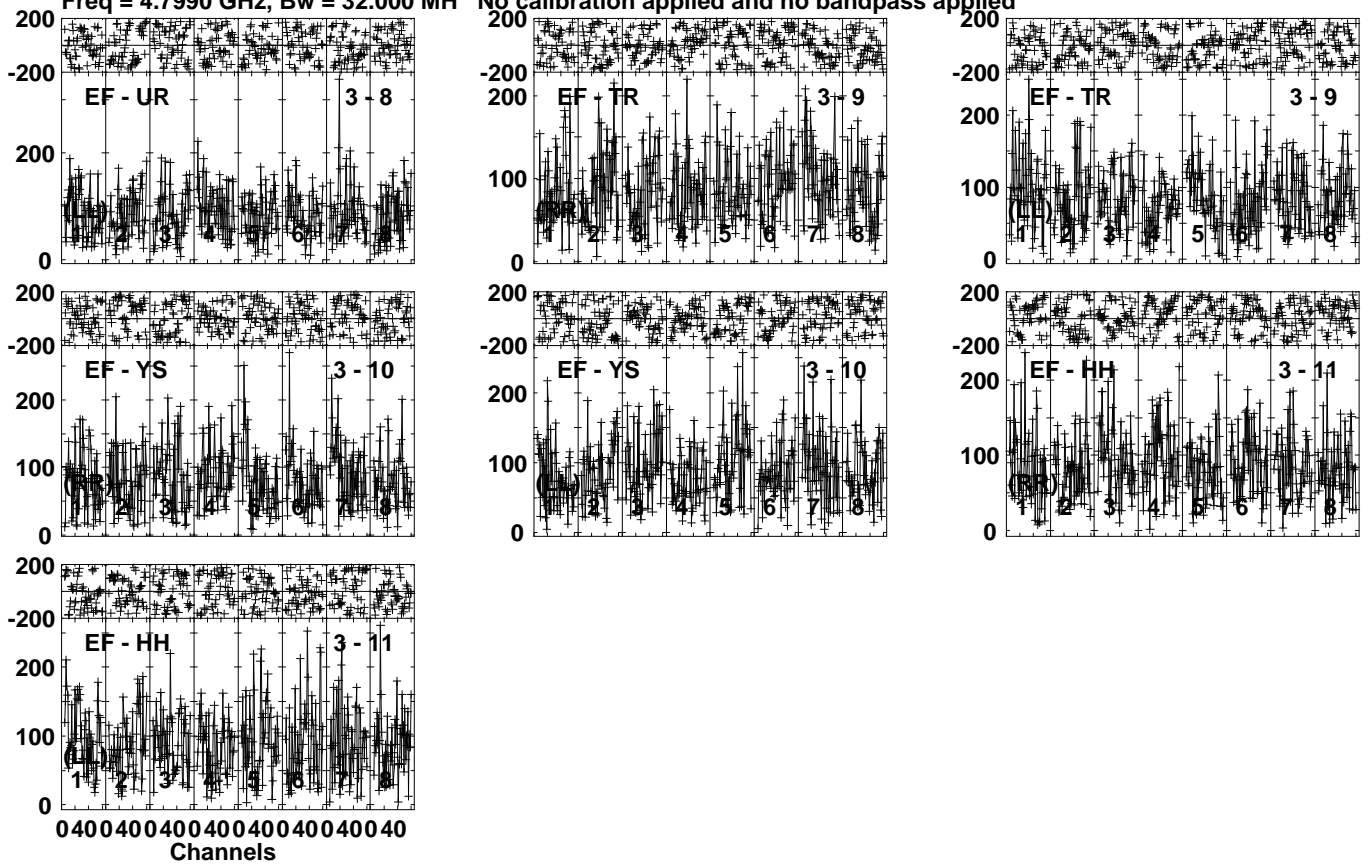 Freq = 4.7990 GHz, Bw = 32.000 MH No calibration applied and no bandpass applied
200
-200
EF - UR 3 - 8
200
(LL)
1 2 3 4 5 6 7 8
0
200
-200
EF - TR 3 - 9
200
100
(RR)
1 2 3 4 5 6 7 8
0
200
-200
EF - TR 3 - 9
200
100
(LL)
1 2 3 4 5 6 7 8
0
200
-200
EF - YS 3 - 10
200
100
(RR)
1 2 3 4 5 6 7 8
0
200
-200
EF - YS 3 - 10
200
100
(LL)
1 2 3 4 5 6 7 8
0
200
-200
EF - HH 3 - 11
200
100
(RR)
1 2 3 4 5 6 7 8
0
200
-200
EF - HH 3 - 11
200
100
(LL)
1 2 3 4 5 6 7 8
0
0 40 0 40 0 40 0 40 0 40 0 40 0 40 0 40
Channels